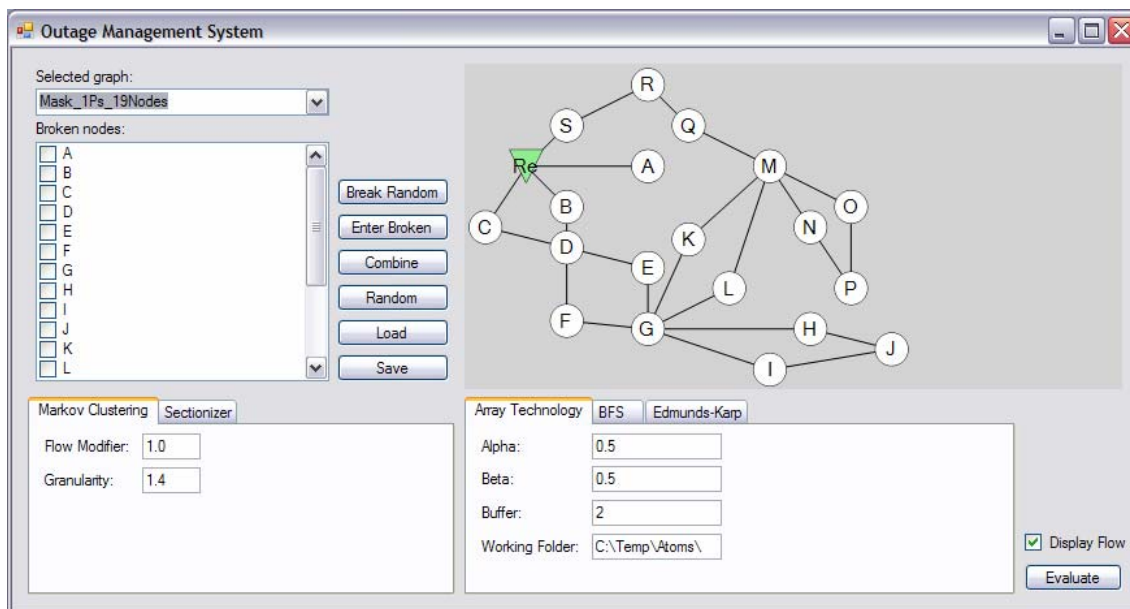 Outage Management System
Selected graph:
Mask_1Ps_19Nodes
Broken nodes:
A
B
C
D
E
F
G
H
I
J
K
L
Break Random
Enter Broken
Combine
Random
Load
Save
R
S
Q
Re
A
M
B
O
C
N
K
D
E
L
P
F
G
H
J
I
Markov Clustering
Sectionizer
Flow Modifier: 1.0
Granularity: 1.4
Array Technology
BFS
Edmunds-Karp
Alpha: 0.5
Beta: 0.5
Buffer: 2
Working Folder: C:\Temp\Atoms\
Display Flow
Evaluate